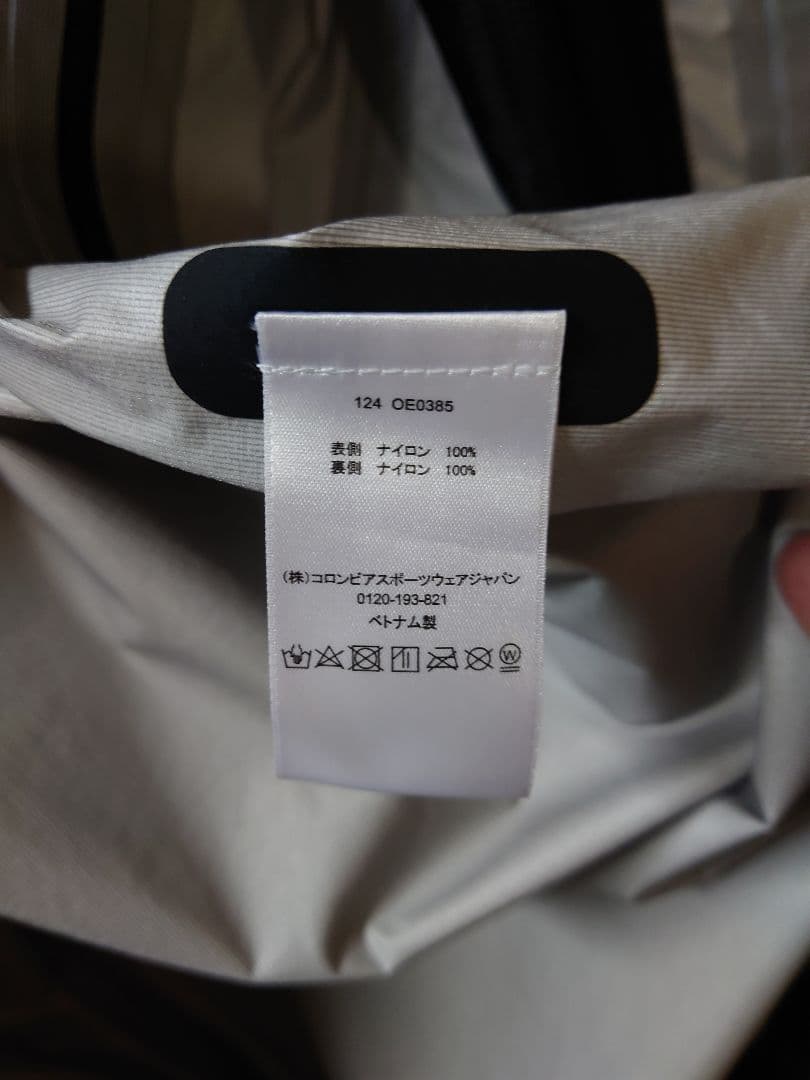 124 OE0385
表側 ナイロン 100%
裏側 ナイロン 100%
(株)コロンビアスポーツウェアジャパン
0120-193-821
ベトナム製
W